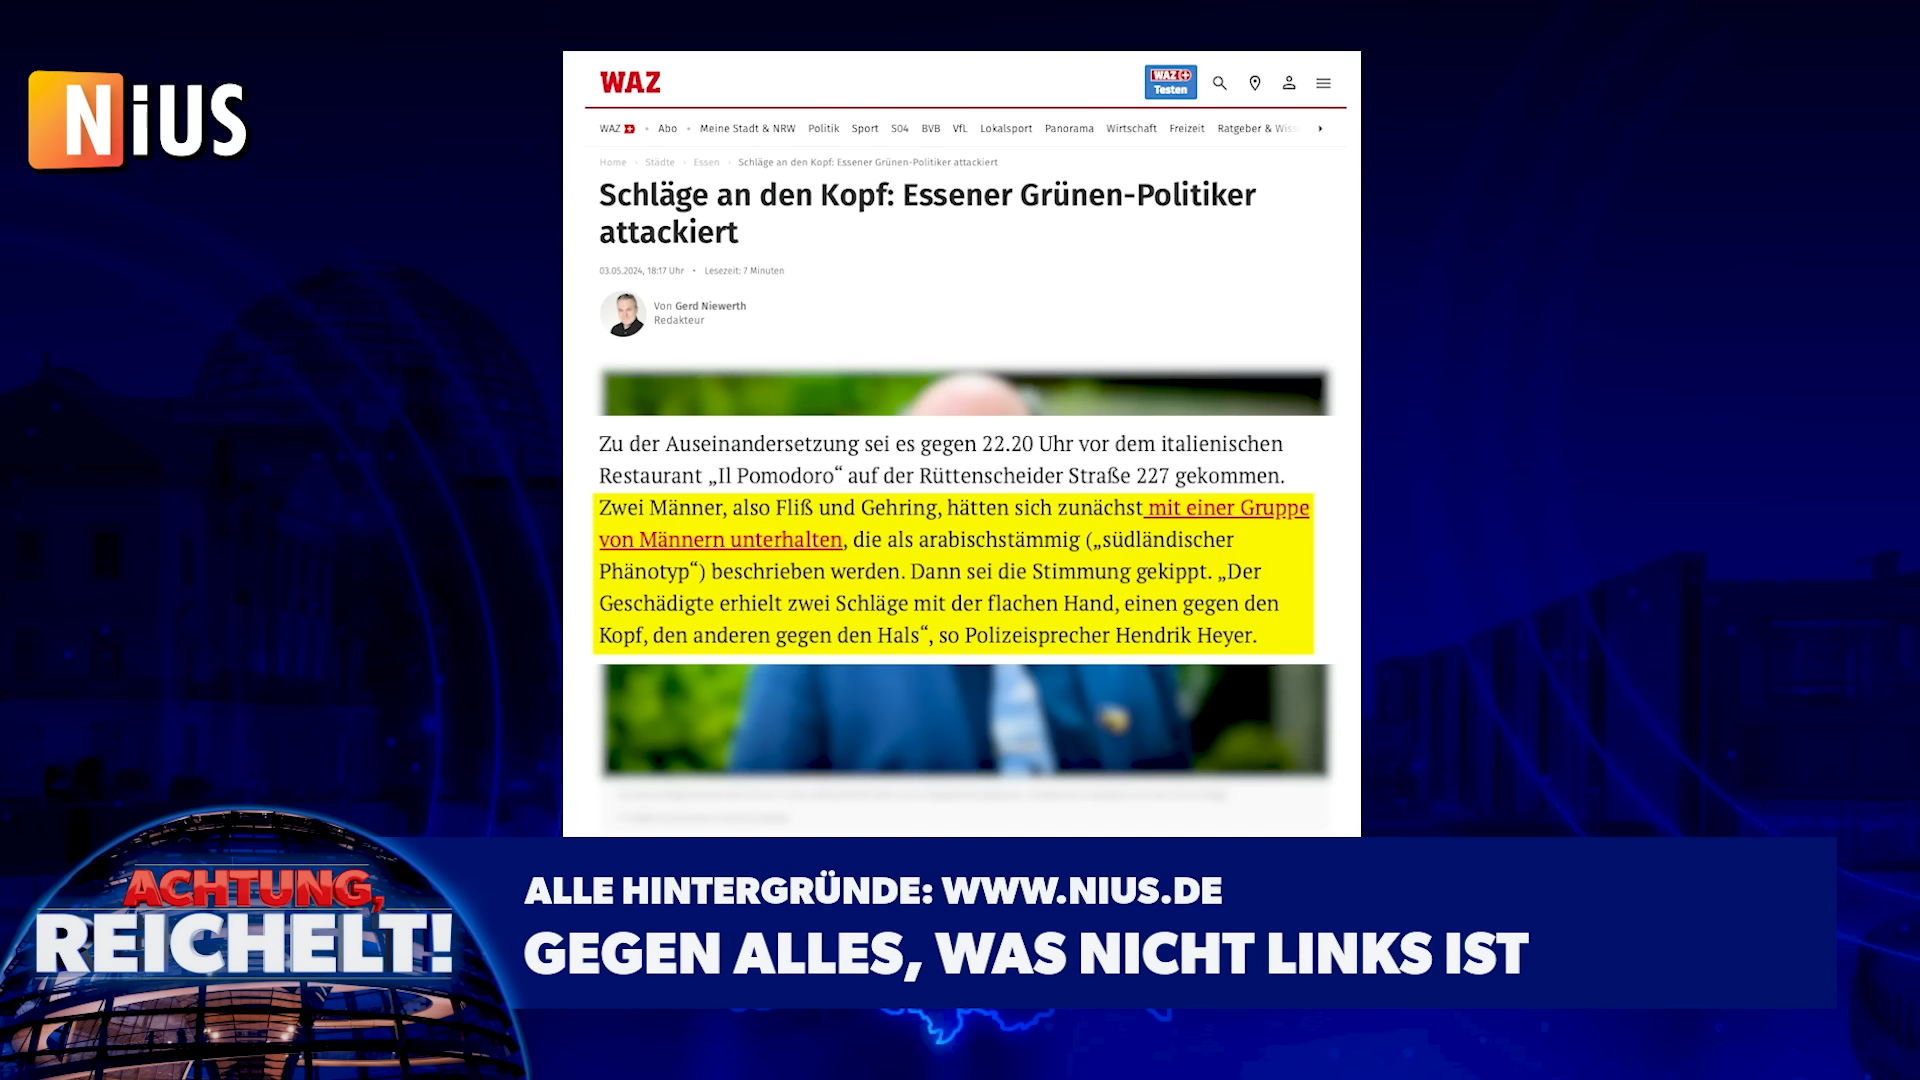 NiUS
WAZ
WAZ
Testen
WAZ • Abo • Meine Stadt & NRW Politik Sport S04 BVB VfL Lokalsport Panorama Wirtschaft Freizeit Ratgeber &
Home › Städte › Essen › Schläge an den Kopf: Essener Grünen-Politiker attackiert
Schläge an den Kopf: Essener Grünen-Politiker
attackiert
03.05.2024, 18:17 Uhr • Lesezeit: 7 Minuten
Von Gerd Niewerth
Redakteur
Zu der Auseinandersetzung sei es gegen 22.20 Uhr vor dem italienischen
Restaurant „Il Pomodoro“ auf der Rüttenscheider Straße 227 gekommen.
Zwei Männer, also Fliß und Gehring, hätten sich zunächst mit einer Gruppe
von Männern unterhalten, die als arabischstämmig („südländischer
Phänotyp“) beschrieben werden. Dann sei die Stimmung gekippt. „Der
Geschädigte erhielt zwei Schläge mit der flachen Hand, einen gegen den
Kopf, den anderen gegen den Hals“, so Polizeisprecher Hendrik Heyer.
ACHTUNG,
REICHELT!
ALLE HINTERGRÜNDE: WWW.NIUS.DE
GEGEN ALLES, WAS NICHT LINKS IST